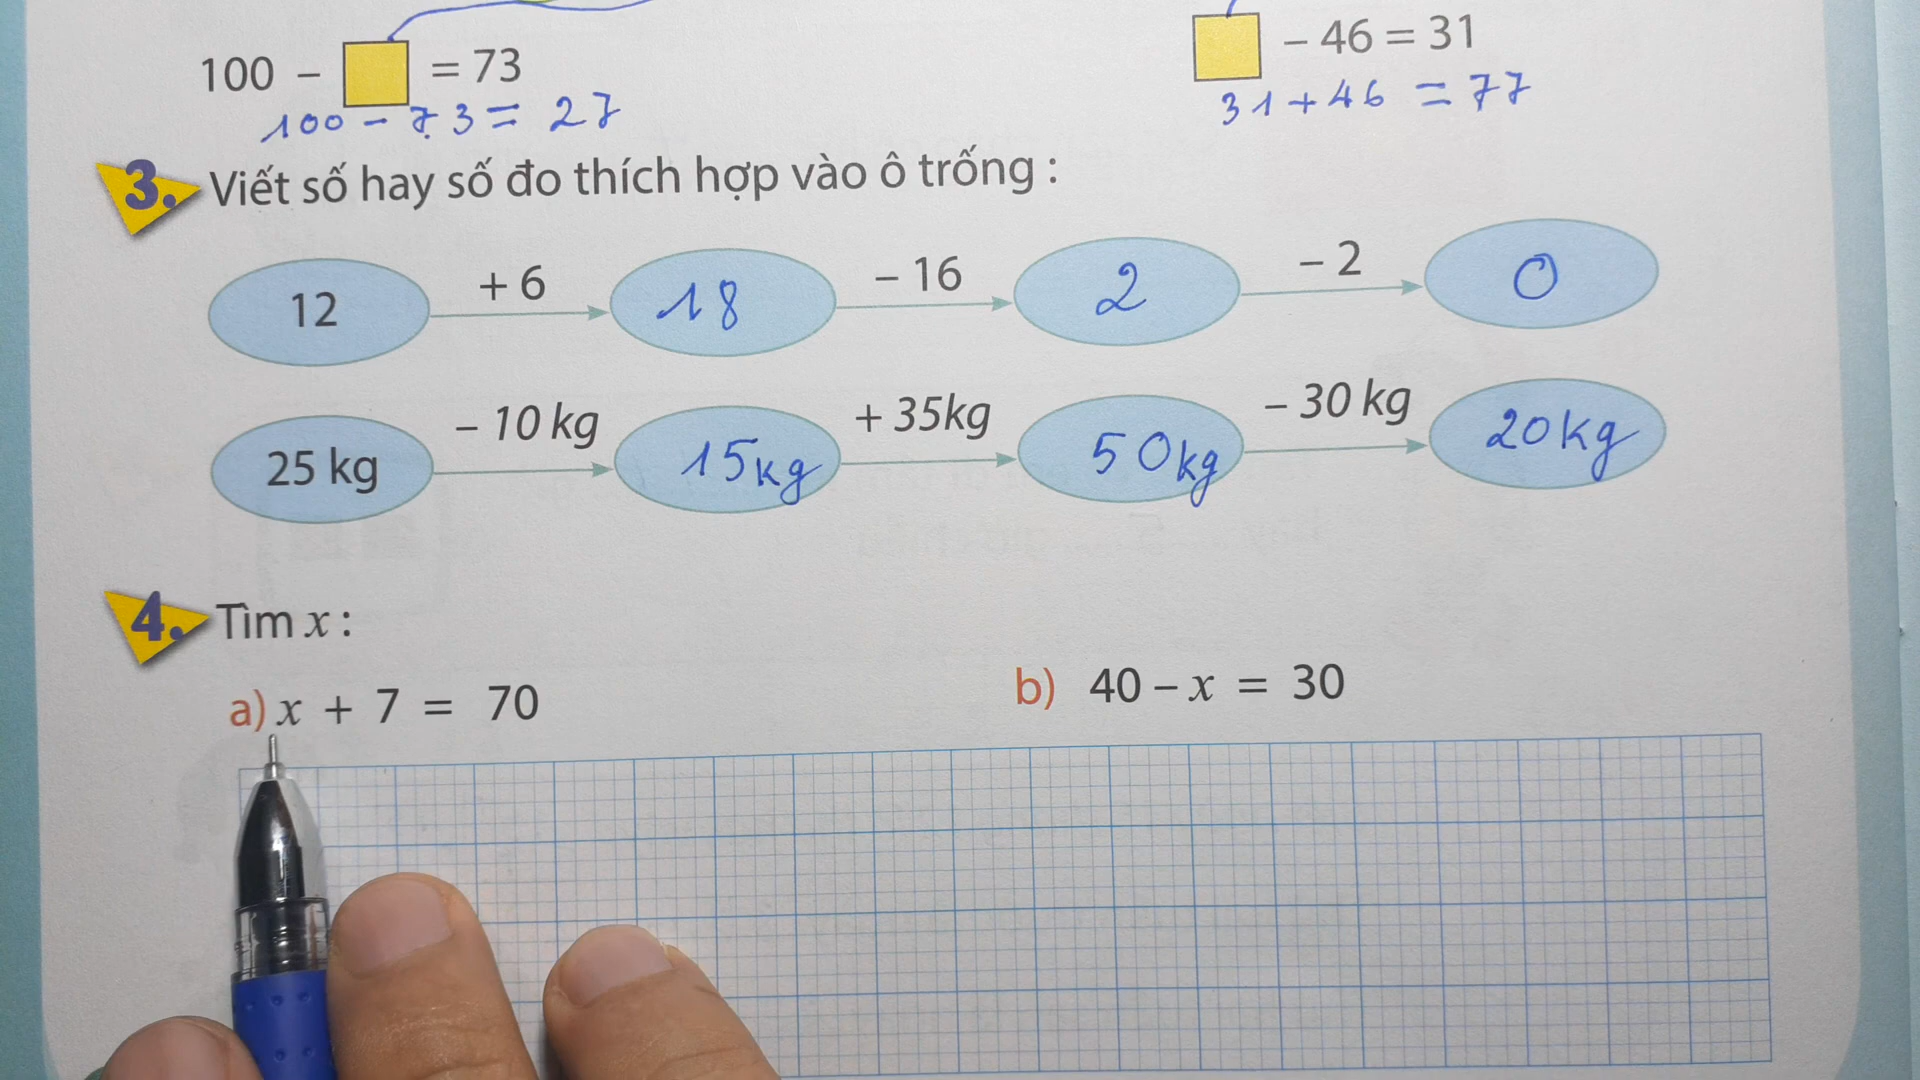 100 – = 73
– 46 = 31
100 - 73 = 27
31 + 46 = 77
3. Viết số hay số đo thích hợp vào ô trống :
12 + 6 18 – 16 2 – 2 0
25 kg – 10 kg 15kg + 35kg 50kg – 30 kg 20kg
4. Tìm x :
a) x + 7 = 70
b) 40 – x = 30